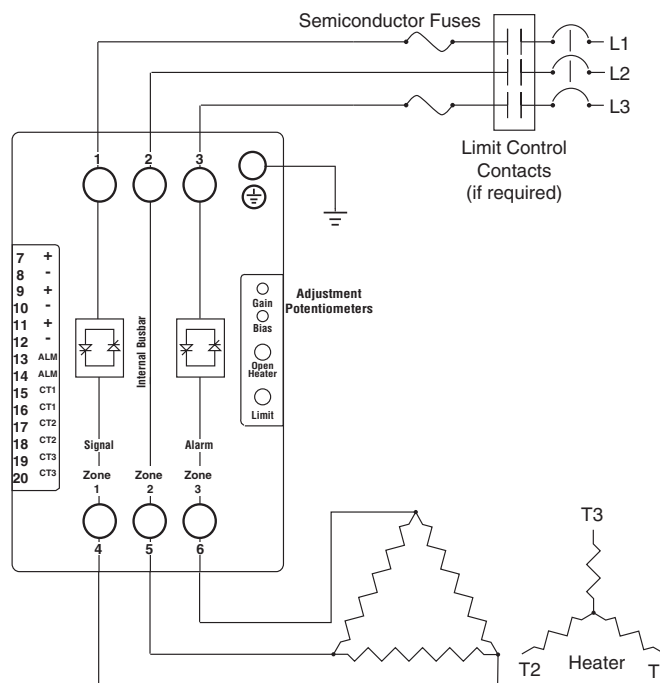 Semiconductor Fuses
L1
L2
L3
Limit Control
Contacts
(if required)
1
2
3
7 +
8 -
9 +
10 -
11 +
12 -
13 ALM
14 ALM
15 CT1
16 CT1
17 CT2
18 CT2
19 CT3
20 CT3
Internal Busbar
Gain
Bias
Open
Heater
Limit
Adjustment
Potentiometers
Signal
Alarm
Zone
1
Zone
2
Zone
3
4
5
6
T3
T2
Heater